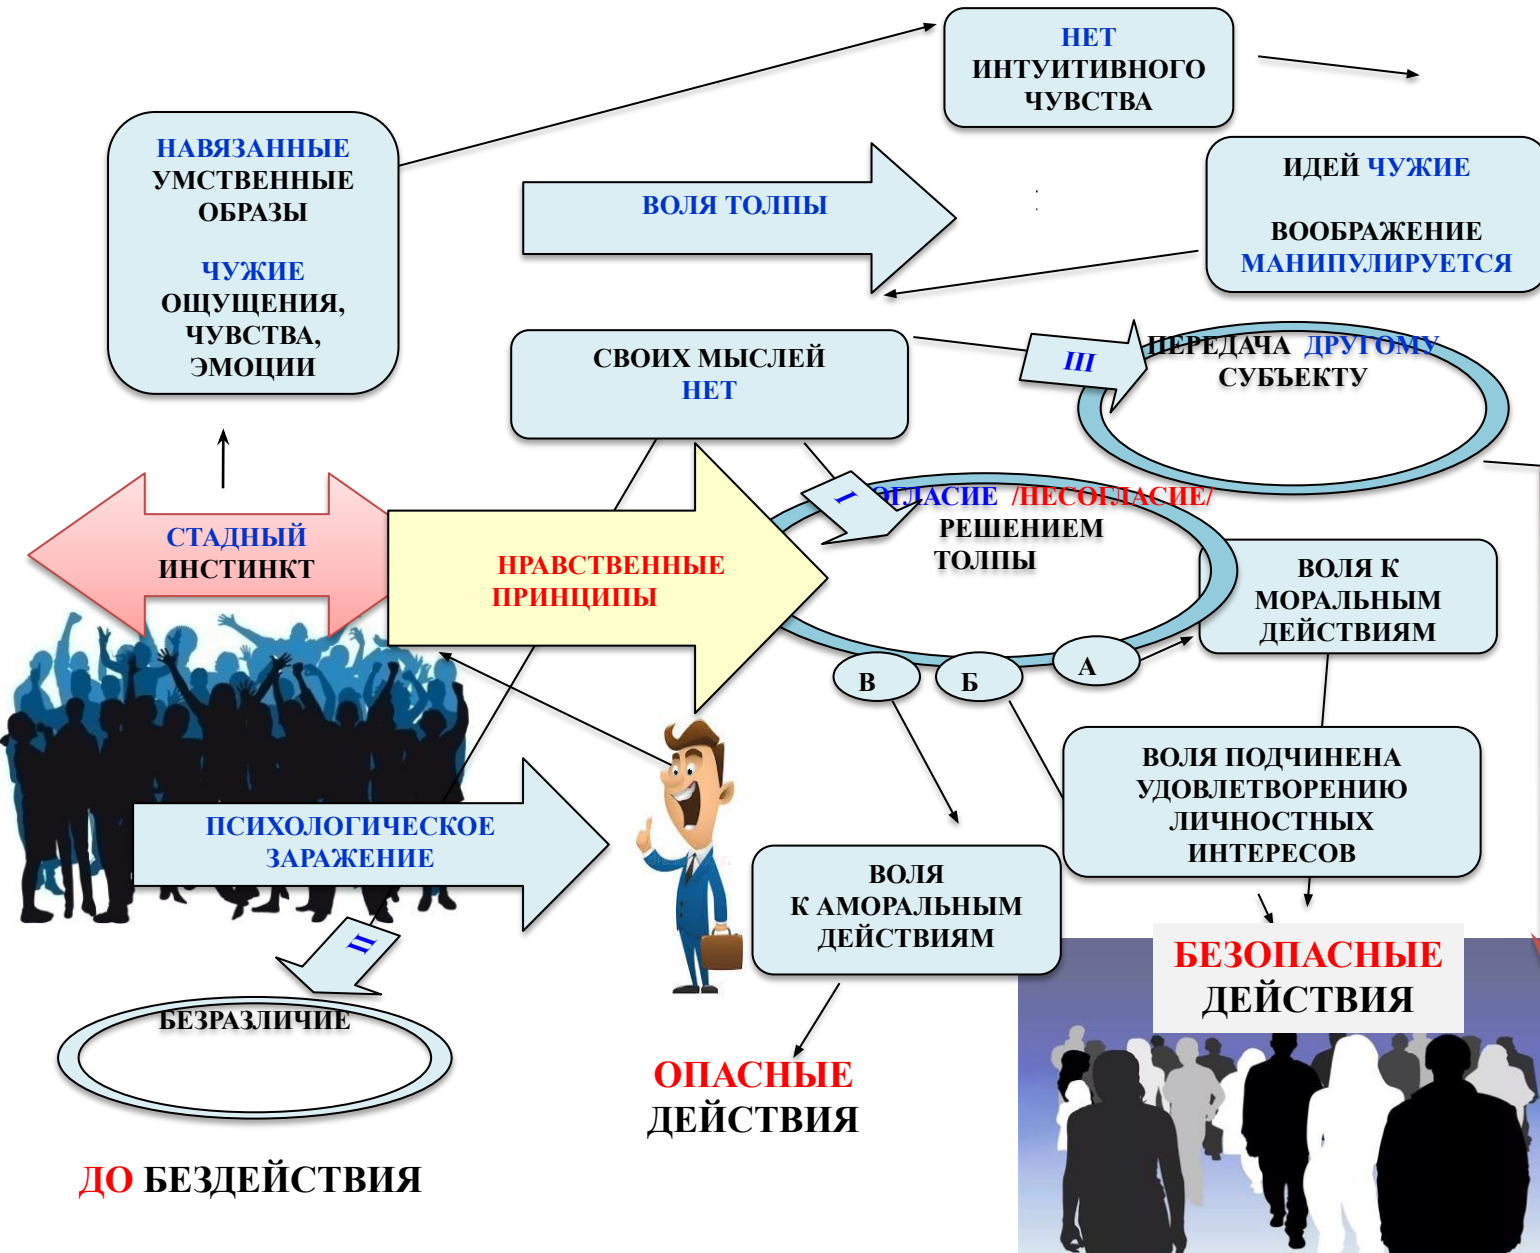 НЕТ
ИНТУИТИВНОГО
ЧУВСТВА
НАВЯЗАННЫЕ
УМСТВЕННЫЕ
ОБРАЗЫ
ЧУЖИЕ
ОЩУЩЕНИЯ,
ЧУВСТВА,
ЭМОЦИИ
ВОЛЯ ТОЛПЫ
ИДЕЙ ЧУЖИЕ
ВООБРАЖЕНИЕ
МАНИПУЛИРУЕТСЯ
СВОИХ МЫСЛЕЙ
НЕТ
III
ПЕРЕДАЧА ДРУГОМУ
СУБЪЕКТУ
I
ОГЛАСИЕ /НЕСОГЛАСИЕ/
РЕШЕНИЕМ
ТОЛПЫ
СТАДНЫЙ
ИНСТИНКТ
НРАВСТВЕННЫЕ
ПРИНЦИПЫ
ВОЛЯ К
МОРАЛЬНЫМ
ДЕЙСТВИЯМ
В
Б
А
ВОЛЯ ПОДЧИНЕНА
УДОВЛЕТВОРЕНИЮ
ЛИЧНОСТНЫХ
ИНТЕРЕСОВ
ПСИХОЛОГИЧЕСКОЕ
ЗАРАЖЕНИЕ
ВОЛЯ
К АМОРАЛЬНЫМ
ДЕЙСТВИЯМ
II
БЕЗОПАСНЫЕ
ДЕЙСТВИЯ
БЕЗРАЗЛИЧИЕ
ОПАСНЫЕ
ДЕЙСТВИЯ
ДО БЕЗДЕЙСТВИЯ